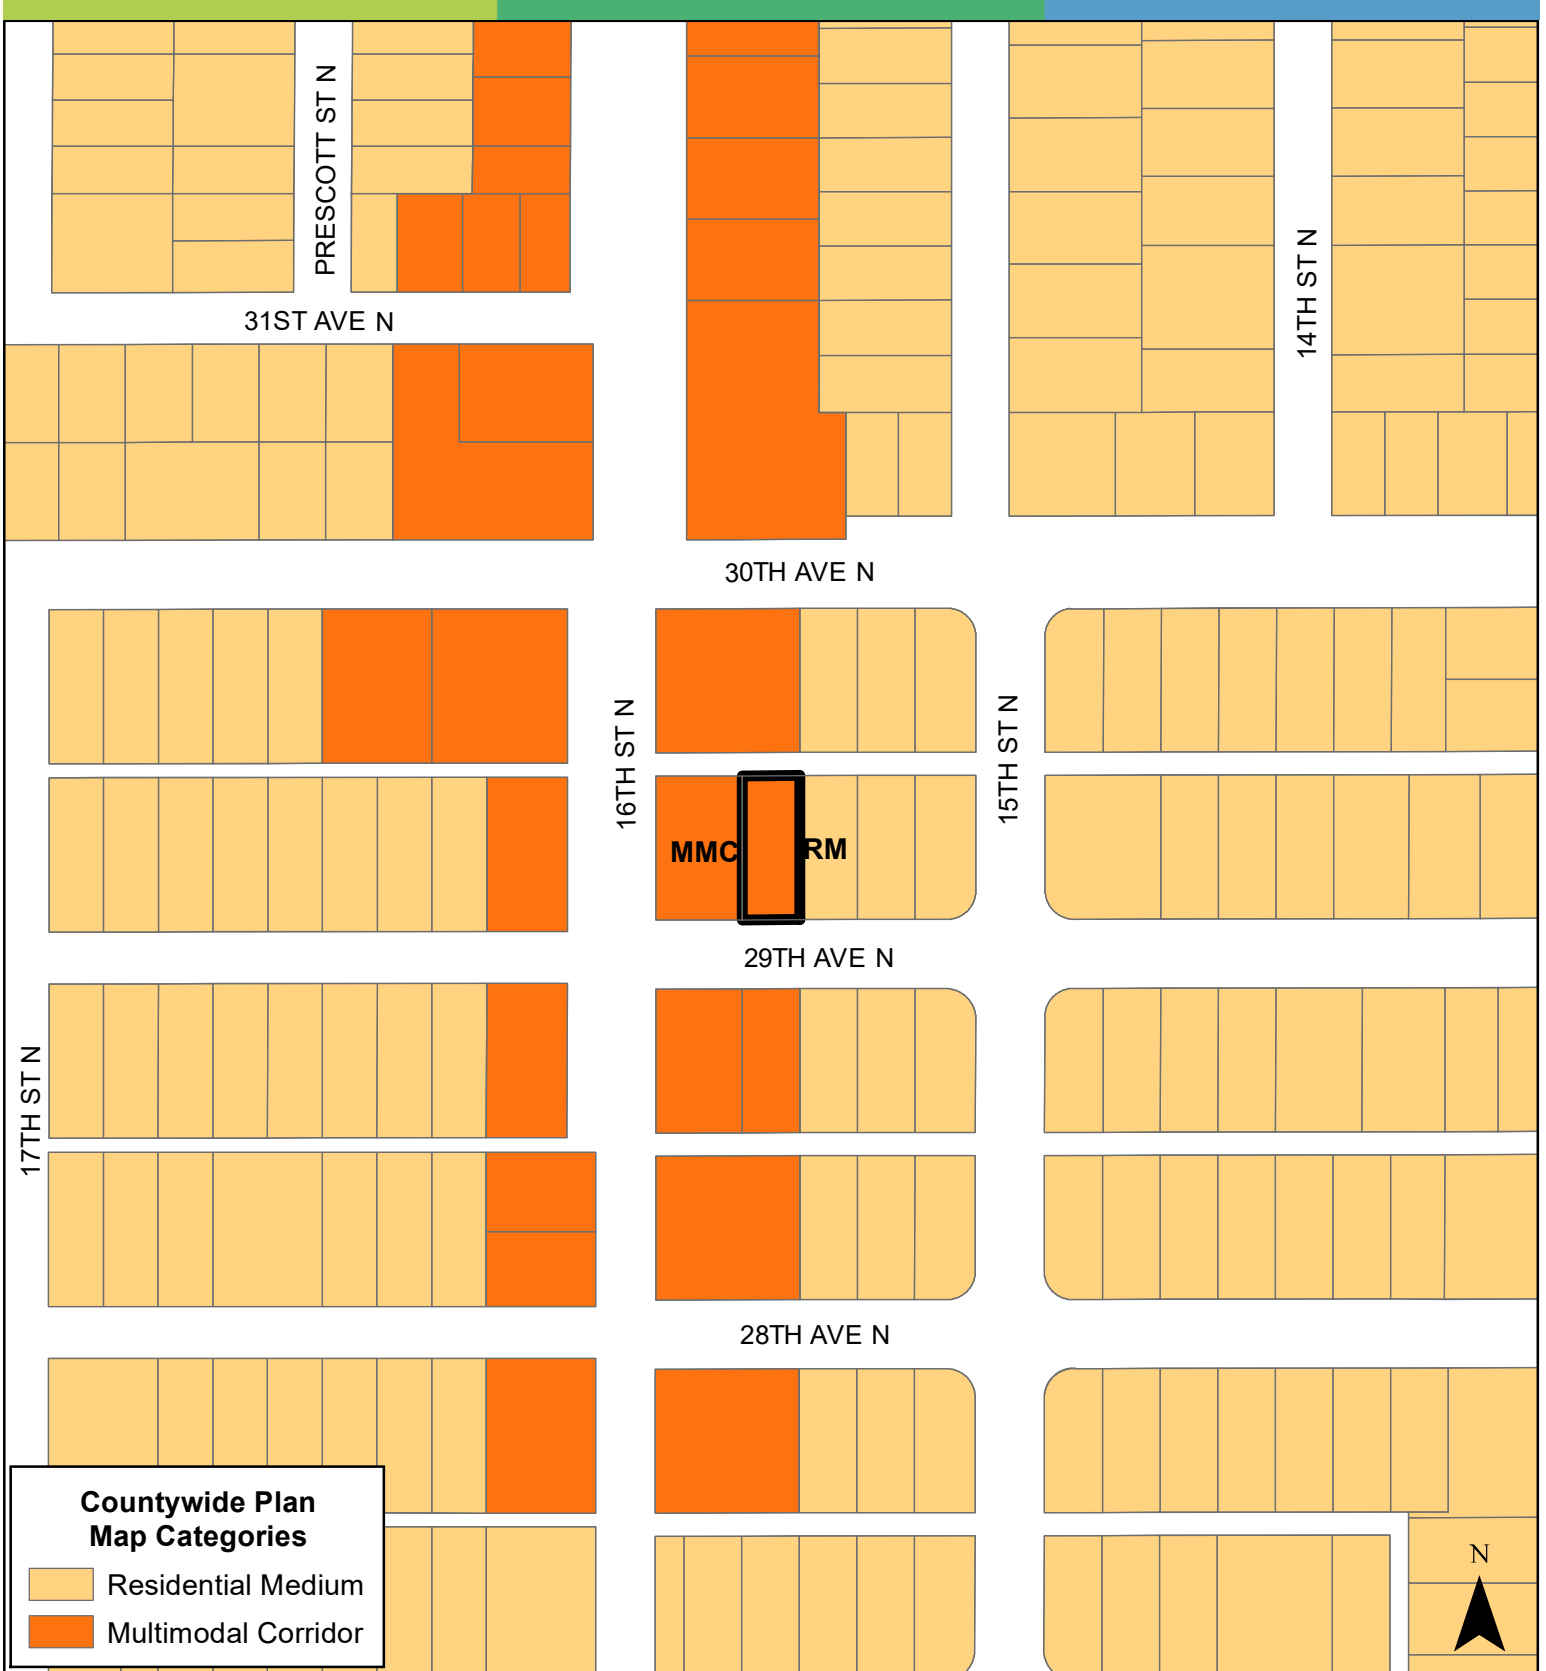 PRESCOTT ST N
14TH ST N
31ST AVE N
30TH AVE N
16TH ST N
15TH ST N
MMC
RM
29TH AVE N
17TH ST N
28TH AVE N
Countywide Plan
Map Categories
Residential Medium
Multimodal Corridor
N